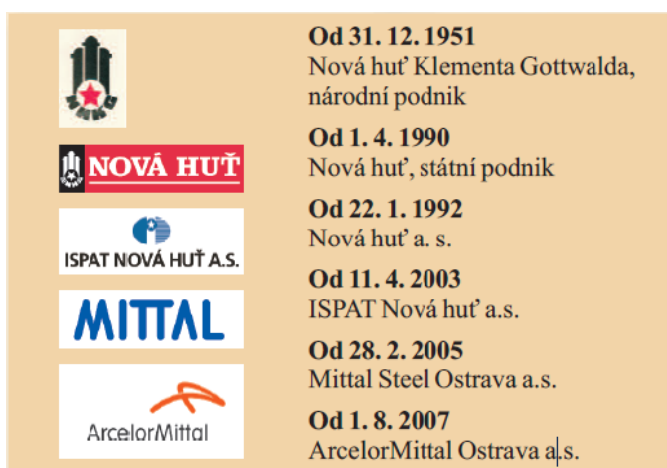 Od 31. 12. 1951
Nová huť Klementa Gottwalda,
národní podnik
NOVÁ HUŤ
Od 1. 4. 1990
Nová huť, státní podnik
Od 22. 1. 1992
Nová huť a. s.
ISPAT NOVÁ HUŤ A.S.
Od 11. 4. 2003
ISPAT Nová huť a.s.
MITTAL
Od 28. 2. 2005
Mittal Steel Ostrava a.s.
ArcelorMittal
Od 1. 8. 2007
ArcelorMittal Ostrava a.s.